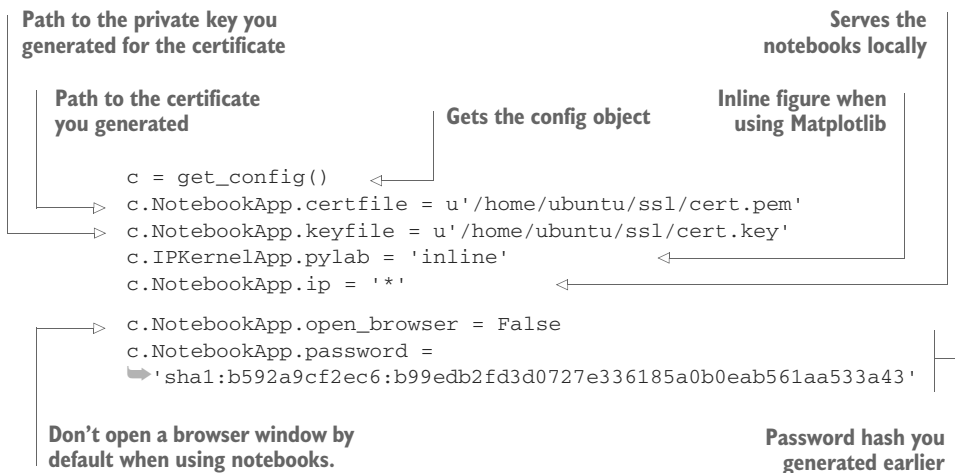 Path to the private key you
generated for the certificate
Serves the
notebooks locally
Path to the certificate
you generated
Gets the config object
Inline figure when
using Matplotlib
c = get_config()
c.NotebookApp.certfile = u'/home/ubuntu/ssl/cert.pem'
c.NotebookApp.keyfile = u'/home/ubuntu/ssl/cert.key'
c.IPKernelApp.pylab = 'inline'
c.NotebookApp.ip = '*'
c.NotebookApp.open_browser = False
c.NotebookApp.password =
'sha1:b592a9cf2ec6:b99edb2fd3d0727e336185a0b0eab561aa533a43'
Don't open a browser window by
default when using notebooks.
Password hash you
generated earlier